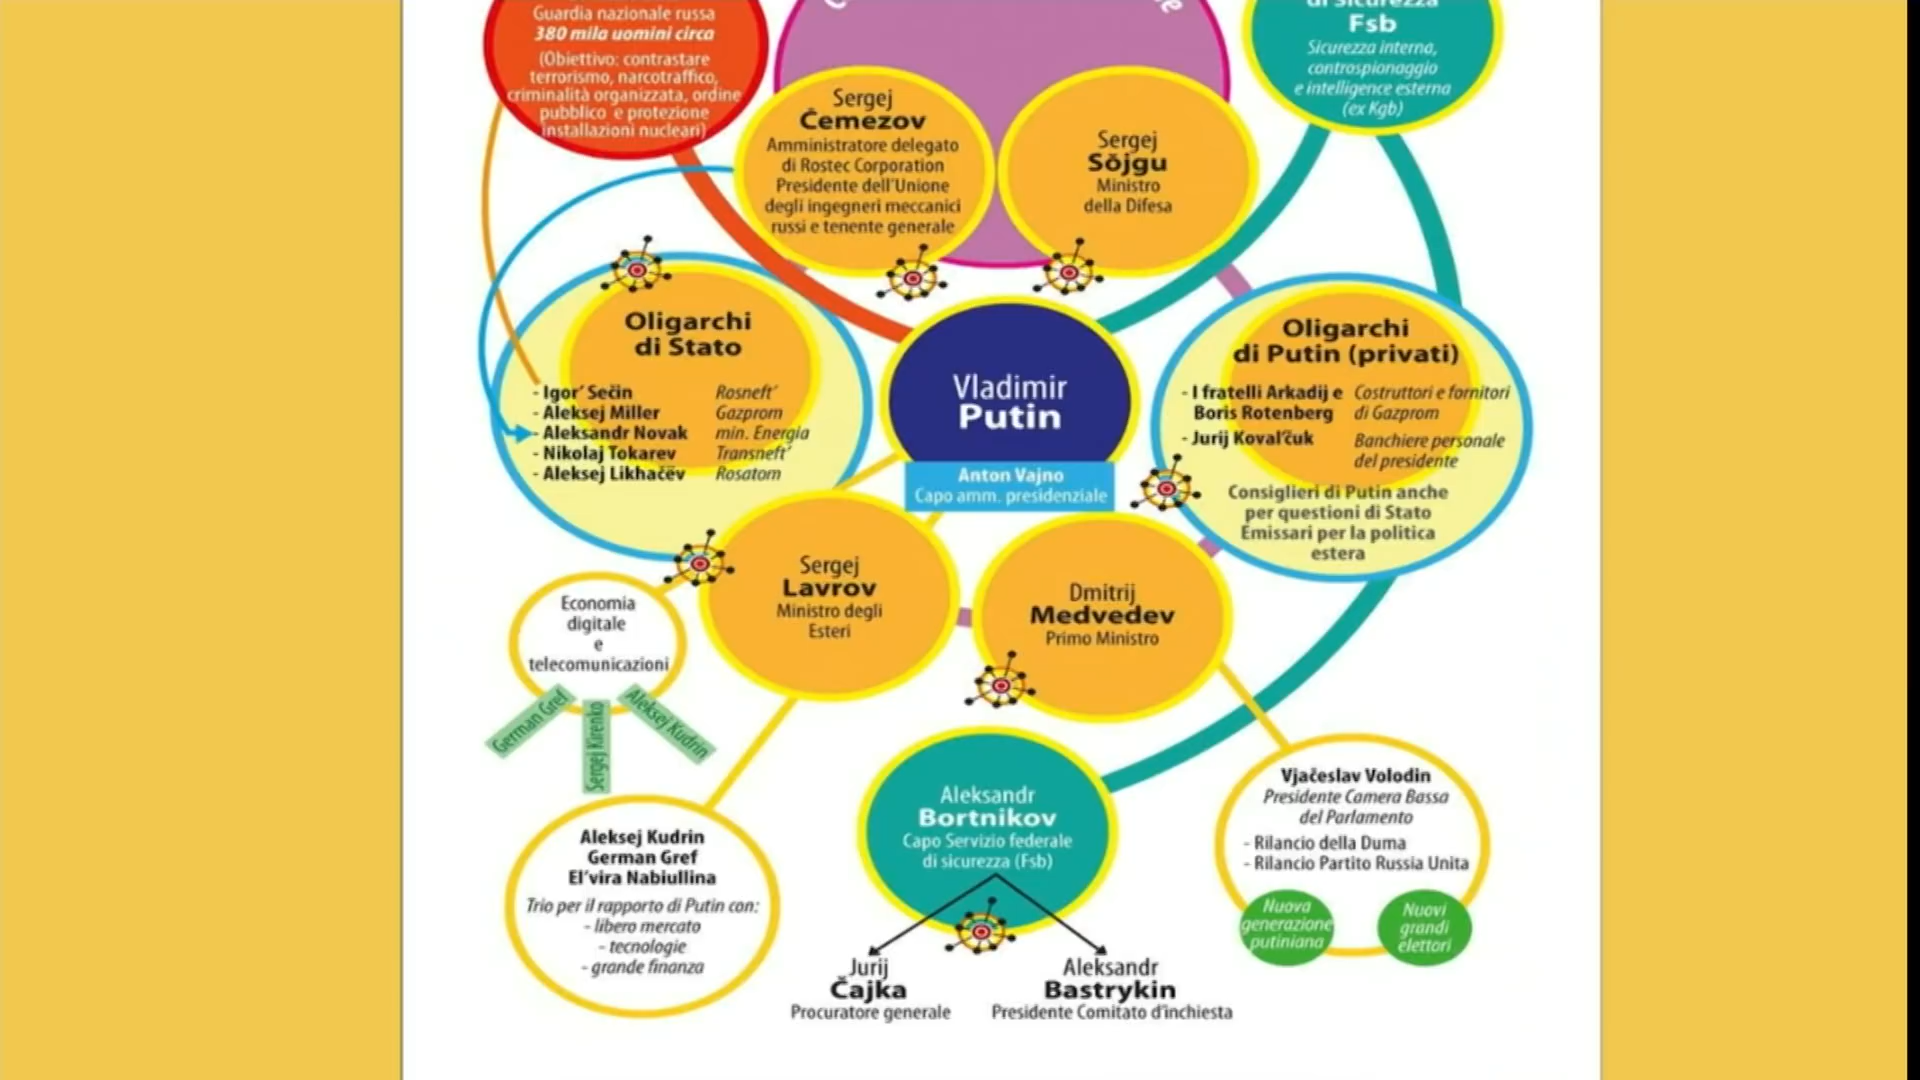 Guardia nazionale russa
380 mila uomini circa
(Obiettivo: contrastare
terrorismo, narcotraffico,
criminalità organizzata, ordine
pubblico e protezione
installazioni nucleari)
di Sicurezza
Fsb
Sicurezza interna,
controspionaggio
e intelligence esterna
(ex Kgb)
Sergej
Čemezov
Amministratore delegato
di Rostec Corporation
Presidente dell'Unione
degli ingegneri meccanici
russi e tenente generale
Sergej
Sŏjgu
Ministro
della Difesa
Oligarchi
di Stato
- Igor' Sečin Rosneft'
- Aleksej Miller Gazprom
- Aleksandr Novak min. Energia
- Nikolaj Tokarev Transneft'
- Aleksej Likhačëv Rosatom
Vladimir
Putin
Anton Vajno
Capo amm. presidenziale
Oligarchi
di Putin (privati)
- I fratelli Arkadij e Costruttori e fornitori
Boris Rotenberg di Gazprom
- Jurij Koval'čuk Banchiere personale
del presidente
Consiglieri di Putin anche
per questioni di Stato
Emissari per la politica
estera
Sergej
Lavrov
Ministro degli
Esteri
Dmitrij
Medvedev
Primo Ministro
Economia
digitale
e
telecomunicazioni
German Gref
Sergej Kirenko
Aleksej Kudrin
Aleksej Kudrin
German Gref
El'vira Nabiullina
Trio per il rapporto di Putin con:
- libero mercato
- tecnologie
- grande finanza
Aleksandr
Bortnikov
Capo Servizio federale
di sicurezza (Fsb)
Jurij
Čajka
Procuratore generale
Aleksandr
Bastrykin
Presidente Comitato d'inchiesta
Vjačeslav Volodin
Presidente Camera Bassa
del Parlamento
- Rilancio della Duma
- Rilancio Partito Russia Unita
Nuova
generazione
putiniana
Nuovi
grandi
elettori